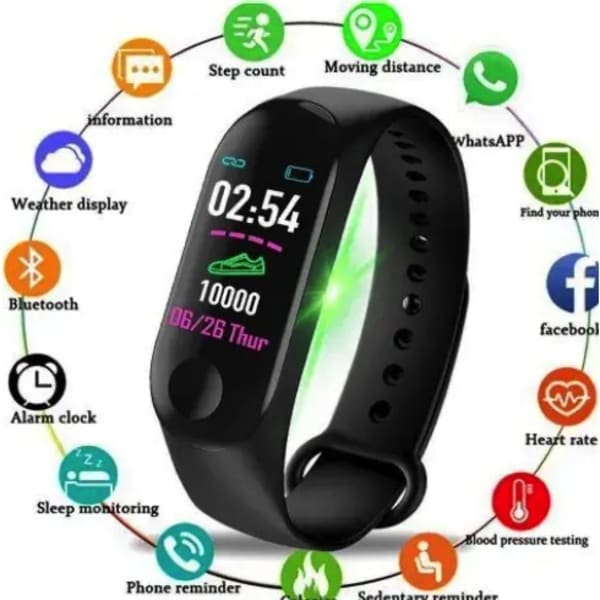 Step count
Moving distance
information
WhatsAPP
Weather display
Find your phon
02:54
Bluetooth
10000
06/26 Thur
facebook
Alarm clock
Heart rate
Sleep monitoring
Blood pressure testing
Phone reminder
Sedentary reminder